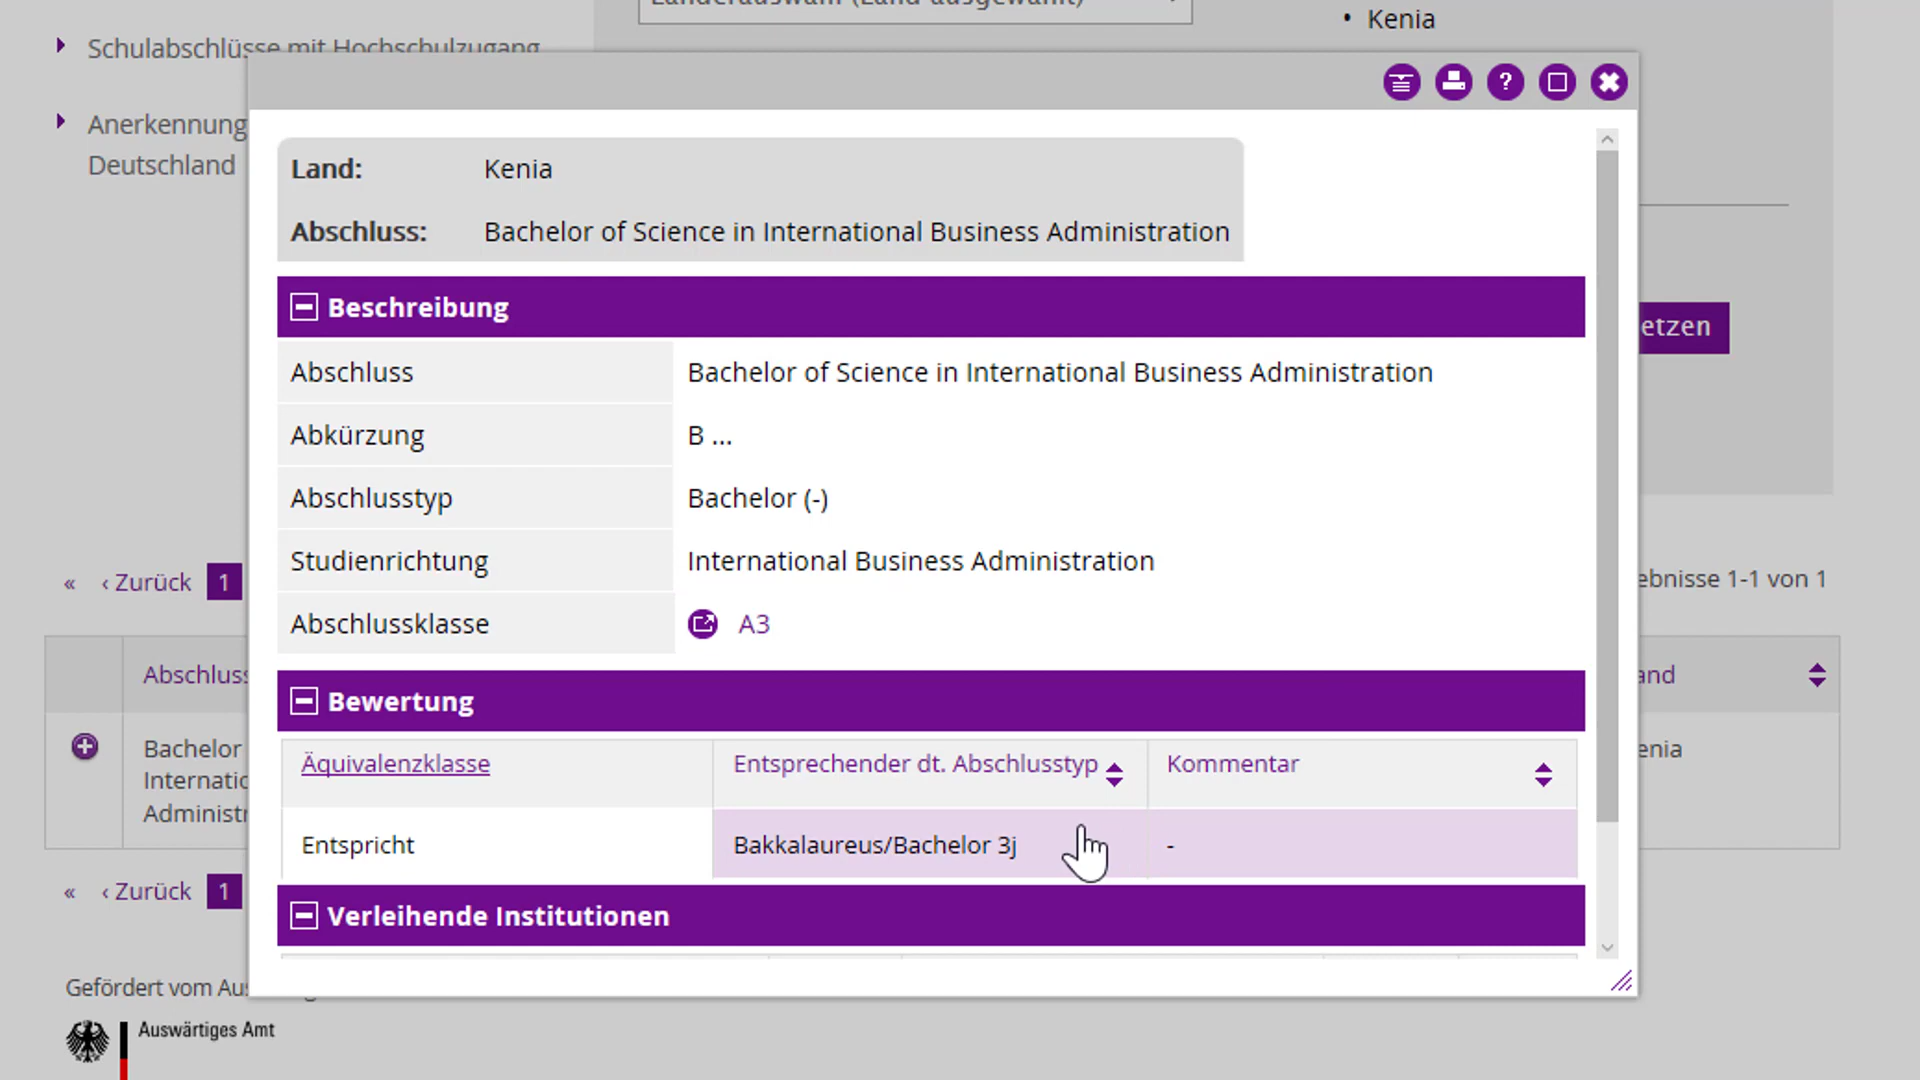 Kenia
Schulabschlüsse mit Hochschulzugang
Anerkennung
Deutschland
Land: Kenia
Abschluss: Bachelor of Science in International Business Administration
Beschreibung
Abschluss Bachelor of Science in International Business Administration
Abkürzung B ...
Abschlusstyp Bachelor (-)
Studienrichtung International Business Administration
Abschlussklasse A3
etzen
« ‹ Zurück 1
ebnisse 1-1 von 1
Bewertung
Abschluss
and
Äquivalenzklasse Entsprechender dt. Abschlusstyp Kommentar
Bachelor
Internatio
Administr
enia
Entspricht Bakkalaureus/Bachelor 3j -
Verleihende Institutionen
« ‹ Zurück 1
Gefördert vom Aus
Auswärtiges Amt